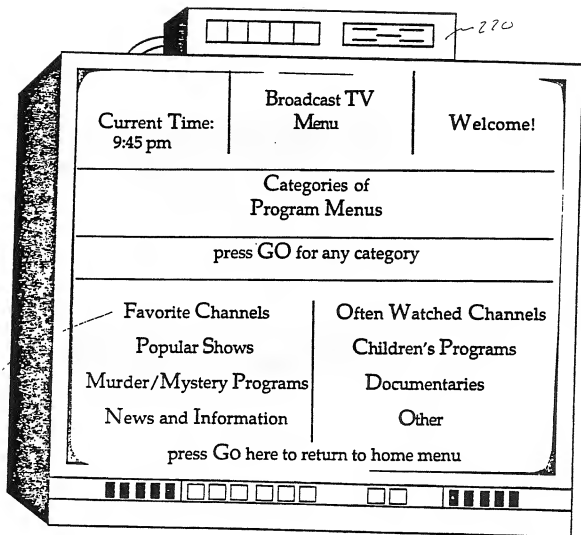 220
Broadcast TV
Menu
Current Time:
9:45 pm
Welcome!
Categories of
Program Menus
press GO for any category
Favorite Channels
Often Watched Channels
Popular Shows
Children's Programs
Murder/Mystery Programs
Documentaries
News and Information
Other
press Go here to return to home menu